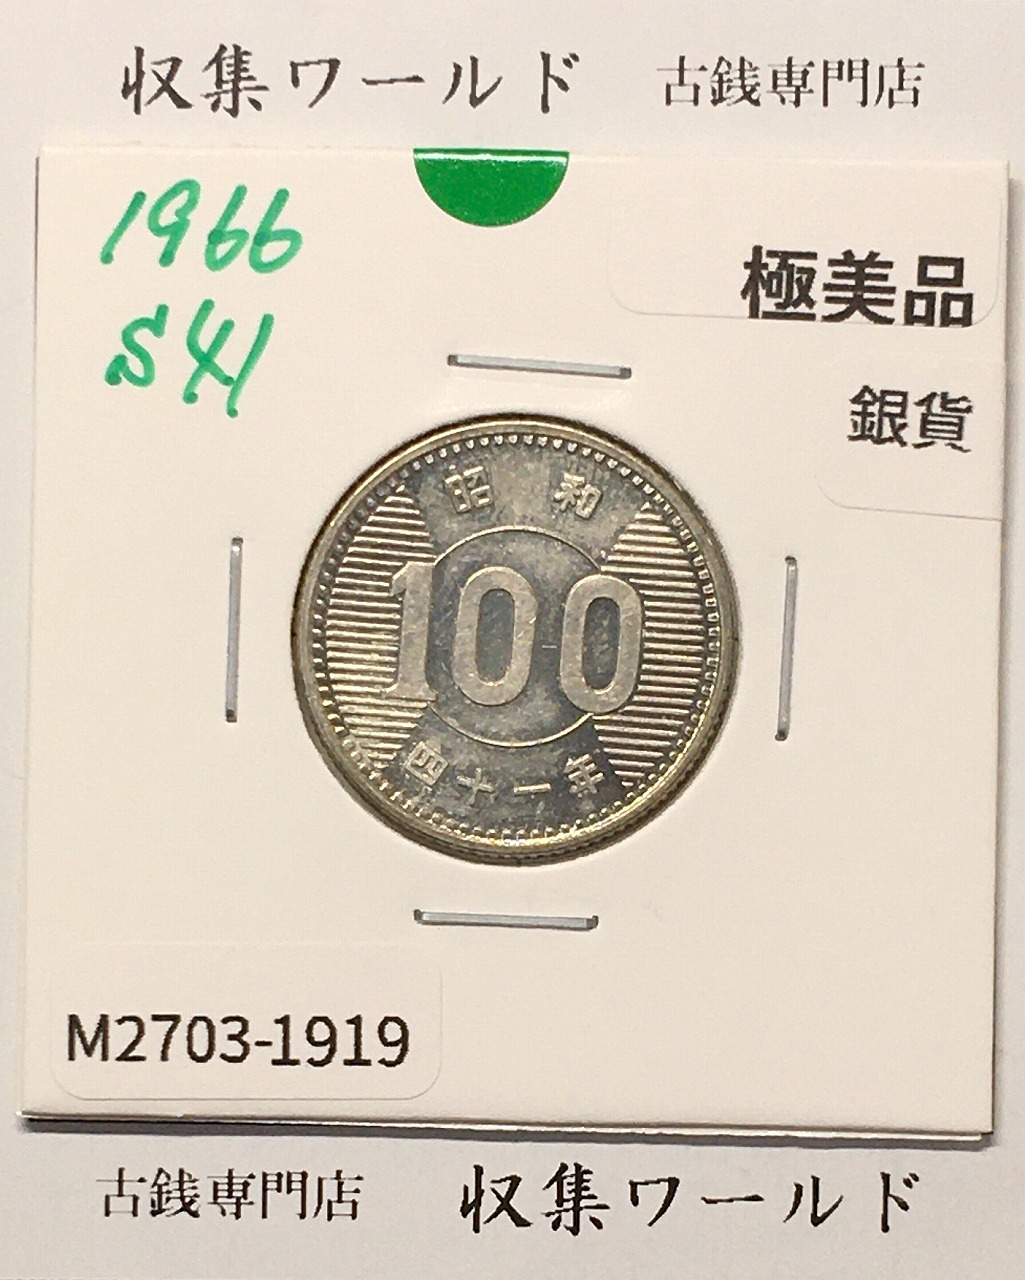 収集ワールド 古銭専門店
1966
S41
極美品
銀貨
昭和
100
四十一年
M2703-1919
古銭専門店 収集ワールド